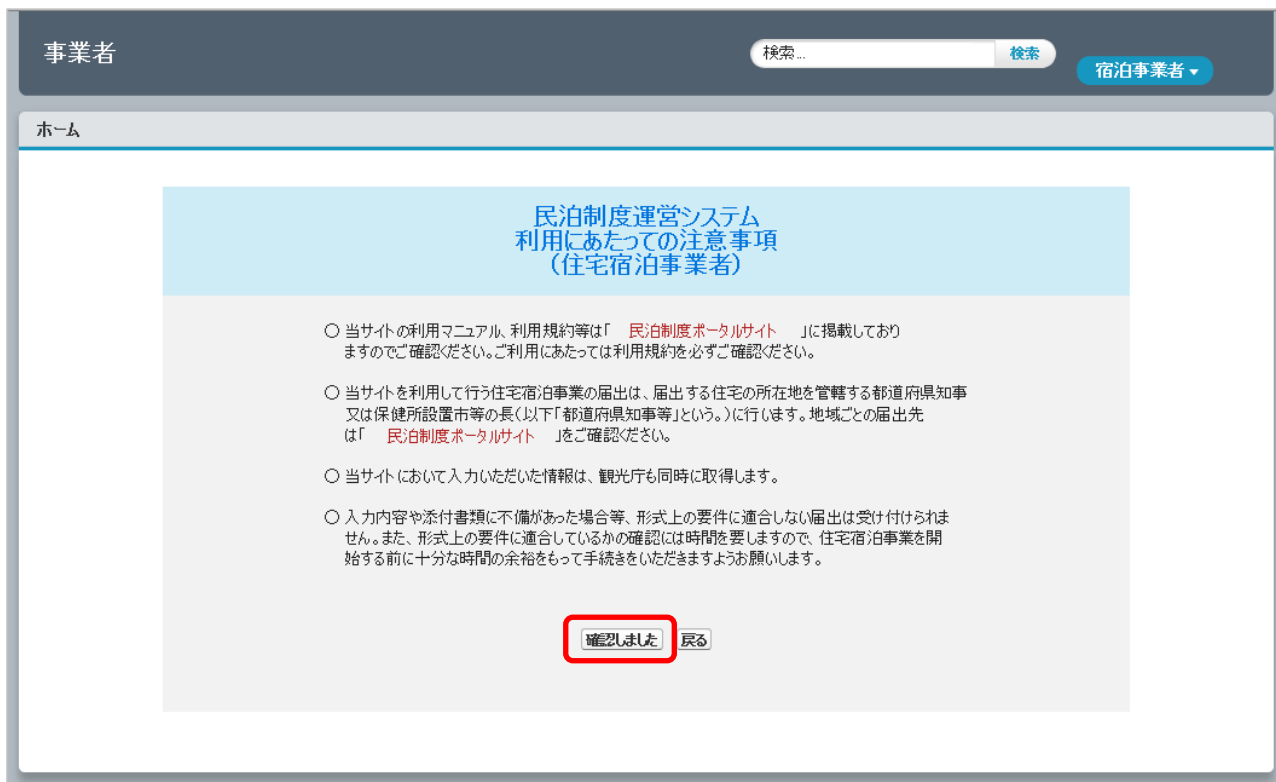 事業者
検索...
検索
宿泊事業者▼
ホーム
民泊制度運営システム
利用にあたっての注意事項
（住宅宿泊事業者）
○ 当サイトの利用マニュアル、利用規約等は「　民泊制度ポータルサイト　」に掲載しており
ますのでご確認ください。ご利用にあたっては利用規約を必ずご確認ください。
○ 当サイトを利用して行う住宅宿泊事業の届出は、届出する住宅の所在地を管轄する都道府県知事
又は保健所設置市等の長（以下「都道府県知事等」という。）に行います。地域ごとの届出先
は「　民泊制度ポータルサイト　」をご確認ください。
○ 当サイトにおいて入力いただいた情報は、観光庁も同時に取得します。
○ 入力内容や添付書類に不備があった場合等、形式上の要件に適合しない届出は受け付けられま
せん。また、形式上の要件に適合しているかの確認には時間を要しますので、住宅宿泊事業を開
始する前に十分な時間の余裕をもって手続きをいただきますようお願いします。
確認しました
戻る